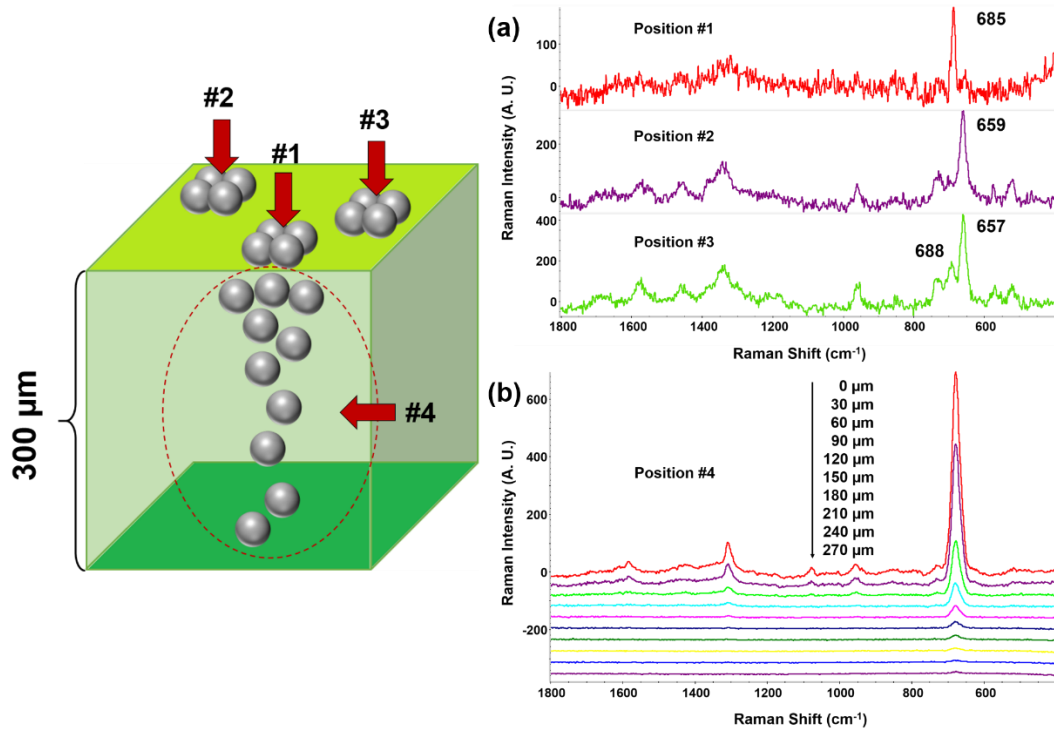 #2
#3
#1
#4
300 µm
(a)
Position #1
685
100
0
Position #2
659
200
0
Position #3
657
688
400
200
0
Raman Intensity (A. U.)
1800
1600
1400
1200
1000
800
600
Raman Shift (cm⁻¹)
(b)
600
400
200
0
-200
Raman Intensity (A. U.)
Position #4
0 µm
30 µm
60 µm
90 µm
120 µm
150 µm
180 µm
210 µm
240 µm
270 µm
1800
1600
1400
1200
1000
800
600
Raman Shift (cm⁻¹)